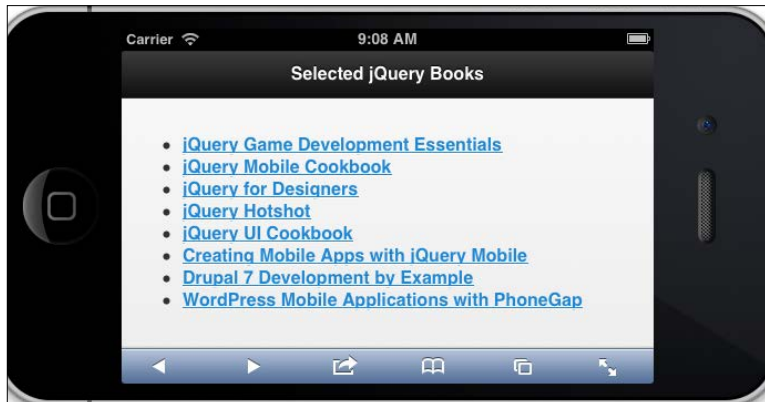 Carrier 9:08 AM
Selected jQuery Books
jQuery Game Development Essentials
jQuery Mobile Cookbook
jQuery for Designers
jQuery Hotshot
jQuery UI Cookbook
Creating Mobile Apps with jQuery Mobile
Drupal 7 Development by Example
WordPress Mobile Applications with PhoneGap